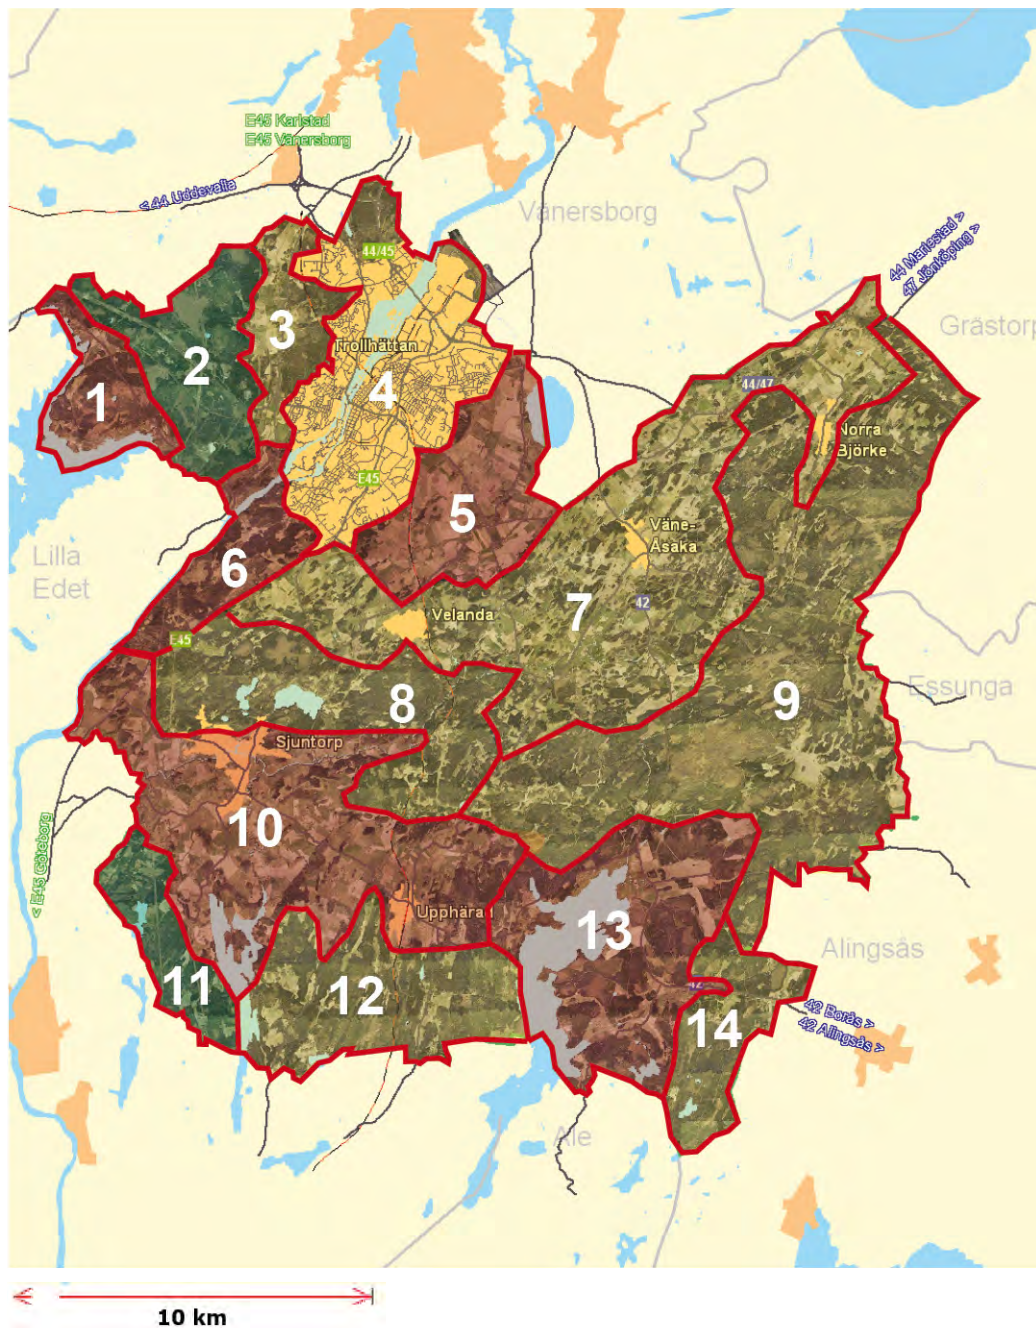 E45 Karlstad
E45 Vänersborg
< 44 Uddevalla
Vänersborg
44/45
44 Mariestad >
47 Jönköping >
Grästorp
3
2
Trollhättan
1
4
44/47
Norra
Björke
E45
5
Väne-
Åsaka
Lilla
Edet
6
7
42
Velanda
E45
8
9
Essunga
Sjuntorp
10
< E45 Göteborg
Upphärad
13
Alingsås
11
12
42
14
42 Borås >
42 Alingsås >
Ale
10 km